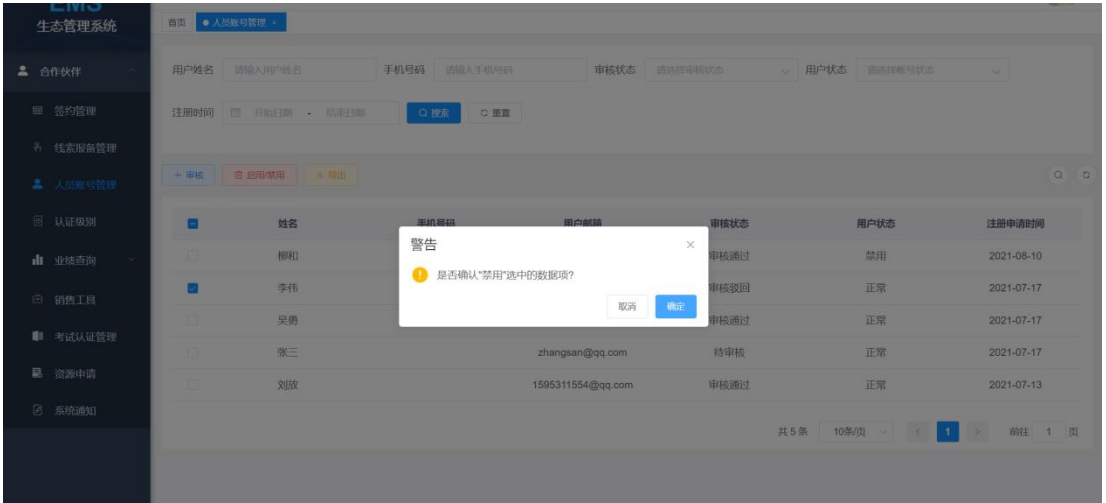 EMS
生态管理系统
首页 人员账号管理 ×
合作伙伴
签约管理
线索报备管理
人员账号管理
认证级别
业绩查询
销售工具
考试认证管理
资源申请
系统通知
用户姓名 请输入用户姓名 手机号码 请输入手机号码 审核状态 请选择审核状态 用户状态 请选择账号状态
注册时间 开始日期 - 结束日期 搜索 重置
+ 审核 启用/禁用 导出
姓名 手机号码 用户邮箱 审核状态 用户状态 注册申请时间
柳和 审核通过 禁用 2021-08-10
李伟 审核驳回 正常 2021-07-17
吴勇 审核通过 正常 2021-07-17
张三 zhangsan@qq.com 待审核 正常 2021-07-17
刘放 1595311554@qq.com 审核通过 正常 2021-07-13
警告 ×
是否确认"禁用"选中的数据项?
取消 确定
共 5 条 10条/页 < 1 > 前往 1 页